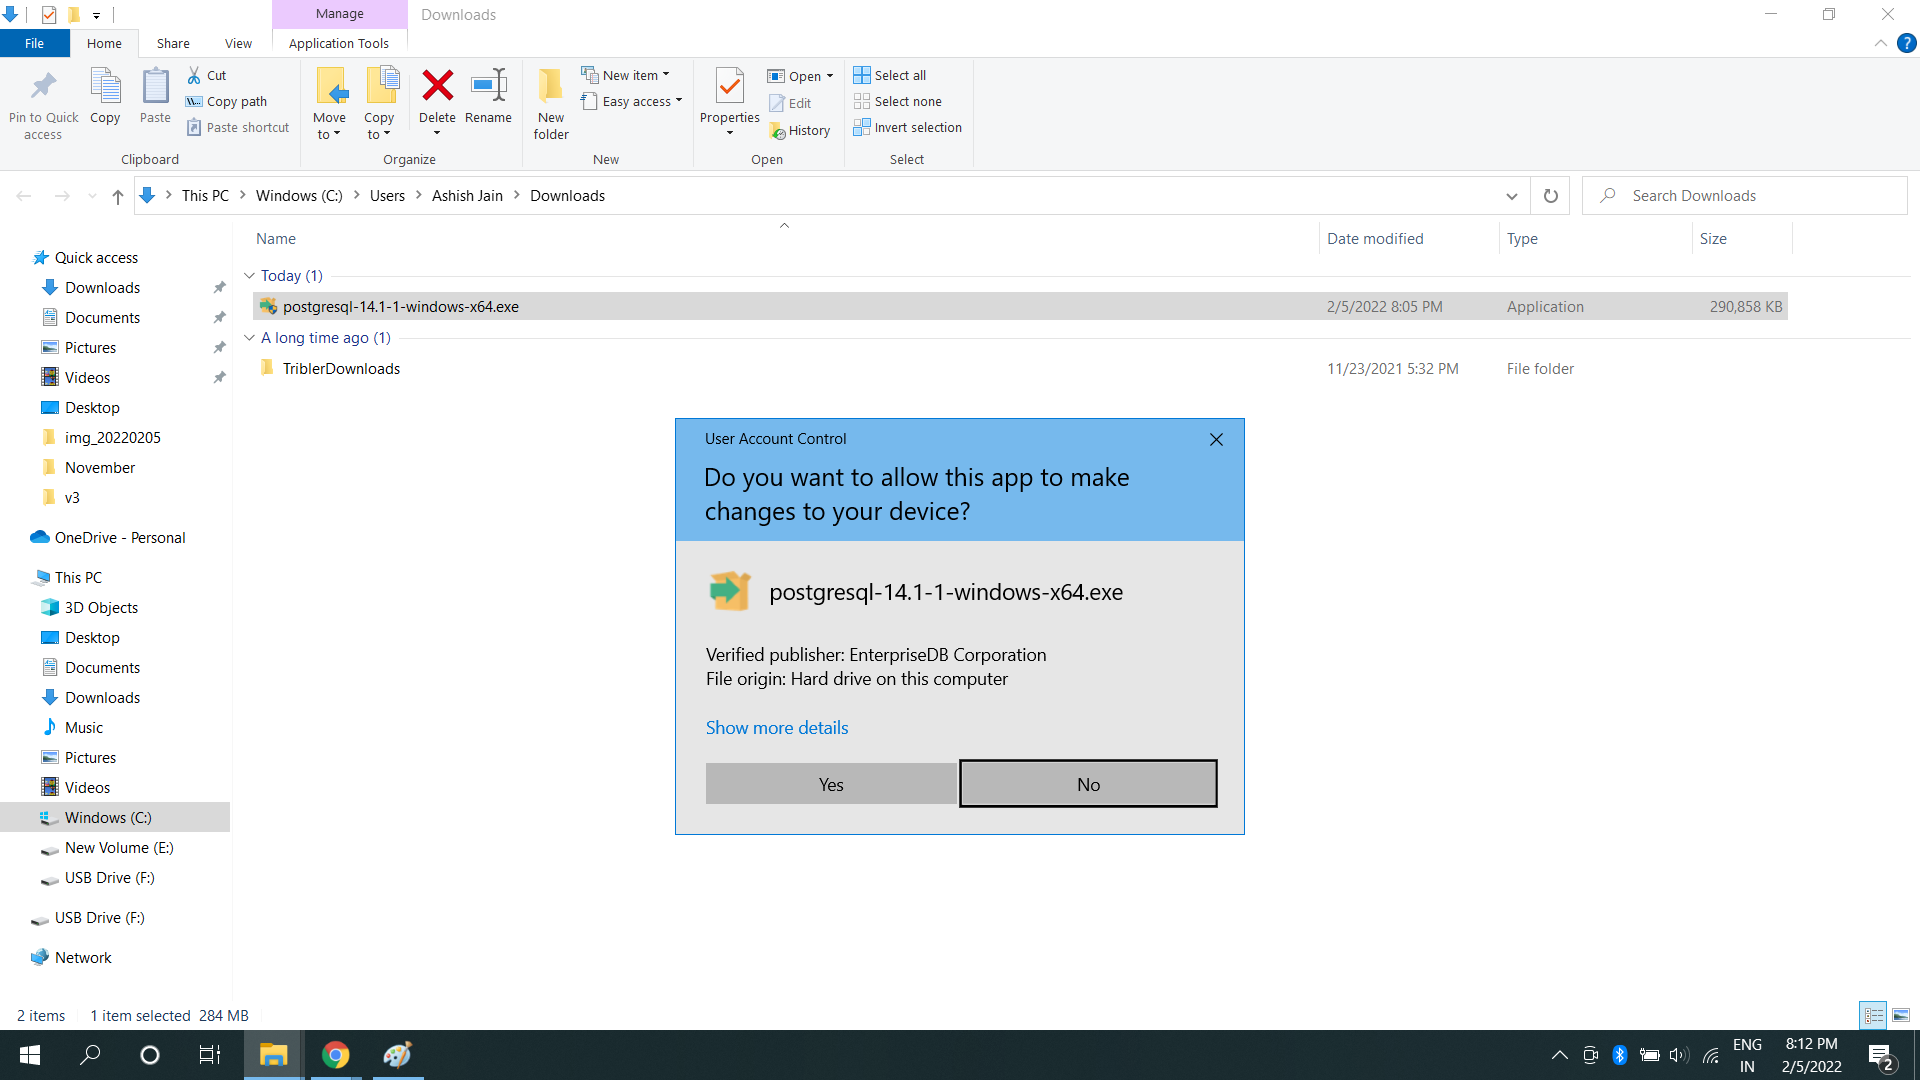 Manage
Downloads
File
Home
Share
View
Application Tools
Pin to Quick
access
Copy
Paste
Cut
Copy path
Paste shortcut
Clipboard
Move
to
Copy
to
Delete
Rename
Organize
New
folder
New item
Easy access
New
Properties
Open
Edit
History
Open
Select all
Select none
Invert selection
Select
This PC
Windows (C:)
Users
Ashish Jain
Downloads
Search Downloads
Name
Date modified
Type
Size
Today (1)
postgresql-14.1-1-windows-x64.exe
2/5/2022 8:05 PM
Application
290,858 KB
A long time ago (1)
TriblerDownloads
11/23/2021 5:32 PM
File folder
Quick access
Downloads
Documents
Pictures
Videos
Desktop
img_20220205
November
v3
OneDrive - Personal
This PC
3D Objects
Desktop
Documents
Downloads
Music
Pictures
Videos
Windows (C:)
New Volume (E:)
USB Drive (F:)
USB Drive (F:)
Network
User Account Control
Do you want to allow this app to make
changes to your device?
postgresql-14.1-1-windows-x64.exe
Verified publisher: EnterpriseDB Corporation
File origin: Hard drive on this computer
Show more details
Yes
No
2 items
1 item selected 284 MB
ENG
IN
8:12 PM
2/5/2022
2